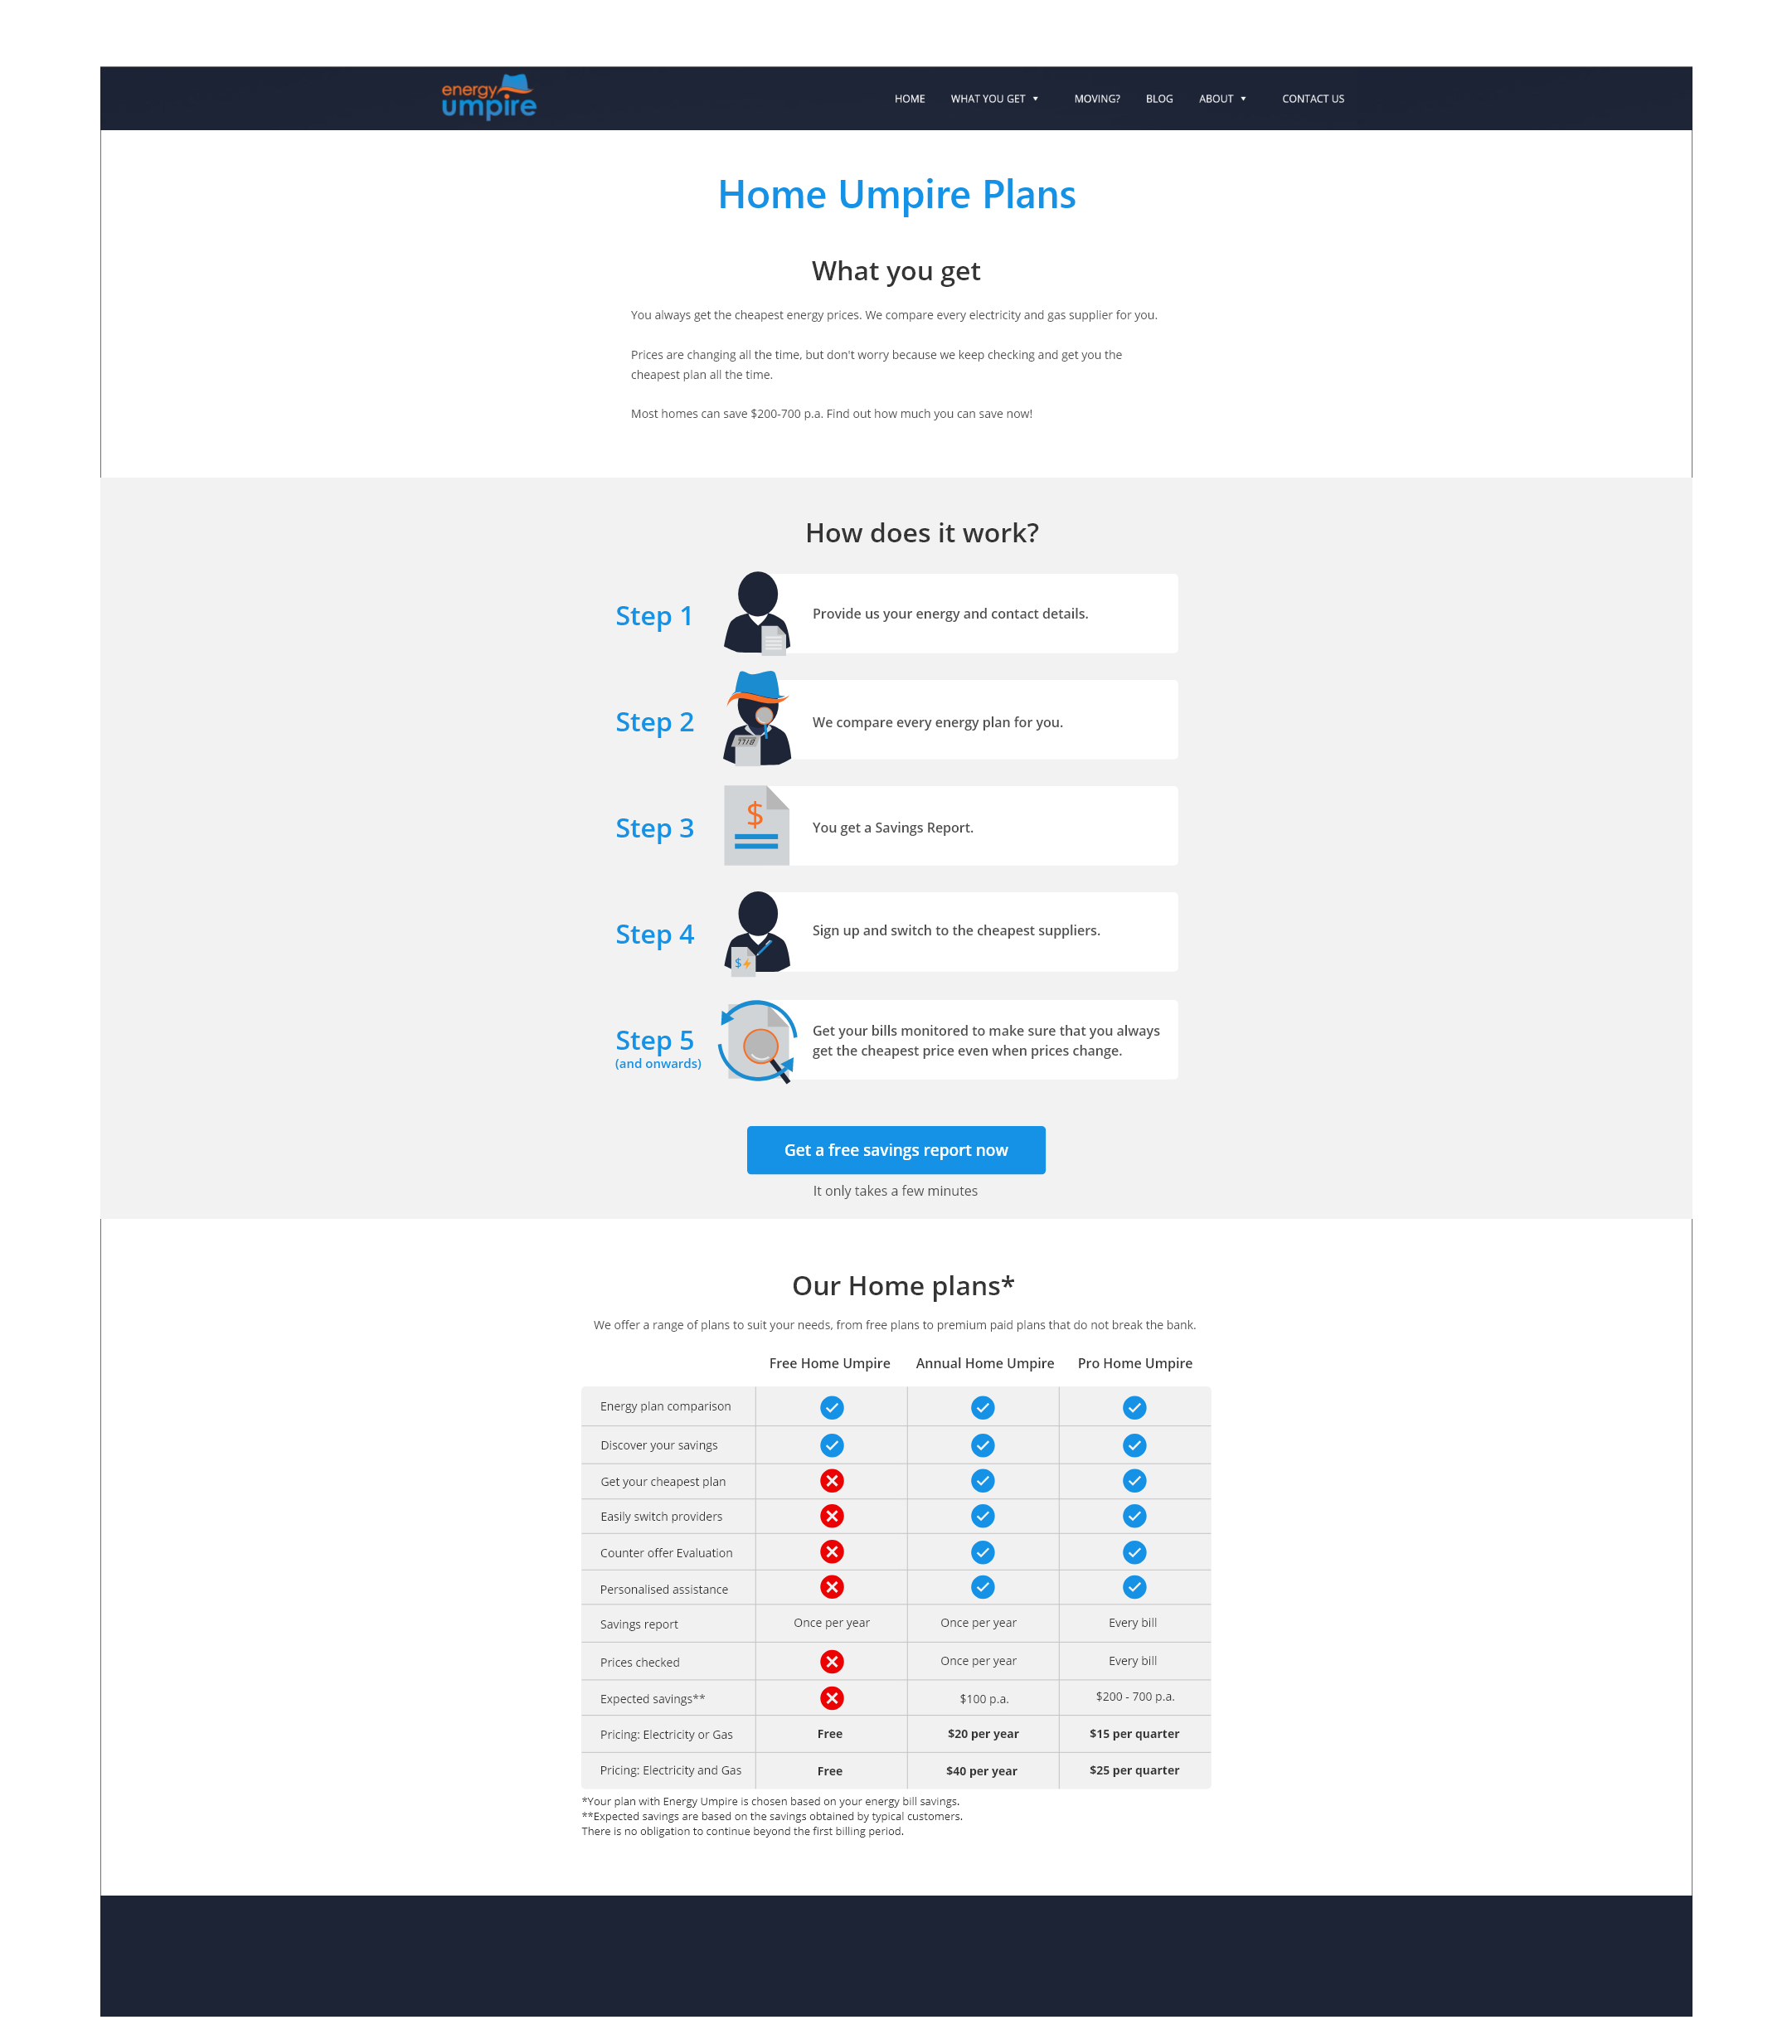 energy
umpire
HOME WHAT YOU GET MOVING? BLOG ABOUT CONTACT US
Home Umpire Plans
What you get
You always get the cheapest energy prices. We compare every electricity and gas supplier for you.
Prices are changing all the time, but don't worry because we keep checking and get you the
cheapest plan all the time.
Most homes can save $200-700 p.a. Find out how much you can save now!
How does it work?
Step 1
Provide us your energy and contact details.
Step 2
BILL
We compare every energy plan for you.
Step 3
$
You get a Savings Report.
Step 4
$
Sign up and switch to the cheapest suppliers.
Step 5
(and onwards)
Get your bills monitored to make sure that you always
get the cheapest price even when prices change.
Get a free savings report now
It only takes a few minutes
Our Home plans*
We offer a range of plans to suit your needs, from free plans to premium paid plans that do not break the bank.
Free Home Umpire Annual Home Umpire Pro Home Umpire
Energy plan comparison
Discover your savings
Get your cheapest plan
Easily switch providers
Counter offer Evaluation
Personalised assistance
Savings report Once per year Once per year Every bill
Prices checked Once per year Every bill
Expected savings** $100 p.a. $200 - 700 p.a.
Pricing: Electricity or Gas Free $20 per year $15 per quarter
Pricing: Electricity and Gas Free $40 per year $25 per quarter
*Your plan with Energy Umpire is chosen based on your energy bill savings.
**Expected savings are based on the savings obtained by typical customers.
There is no obligation to continue beyond the first billing period.